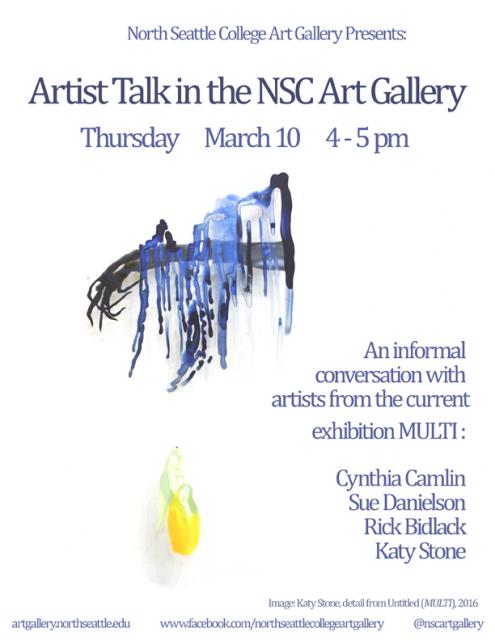 North Seattle College Art Gallery Presents:
Artist Talk in the NSC Art Gallery
Thursday March 10 4 - 5 pm
An informal
conversation with
artists from the current
exhibition MULTI :
Cynthia Camlin
Sue Danielson
Rick Bidlack
Katy Stone
Image: Katy Stone, detail from Untitled (MULTI), 2016
artgallery.northseattle.edu www.facebook.com/northseattlecollegeartgallery @nscartgallery